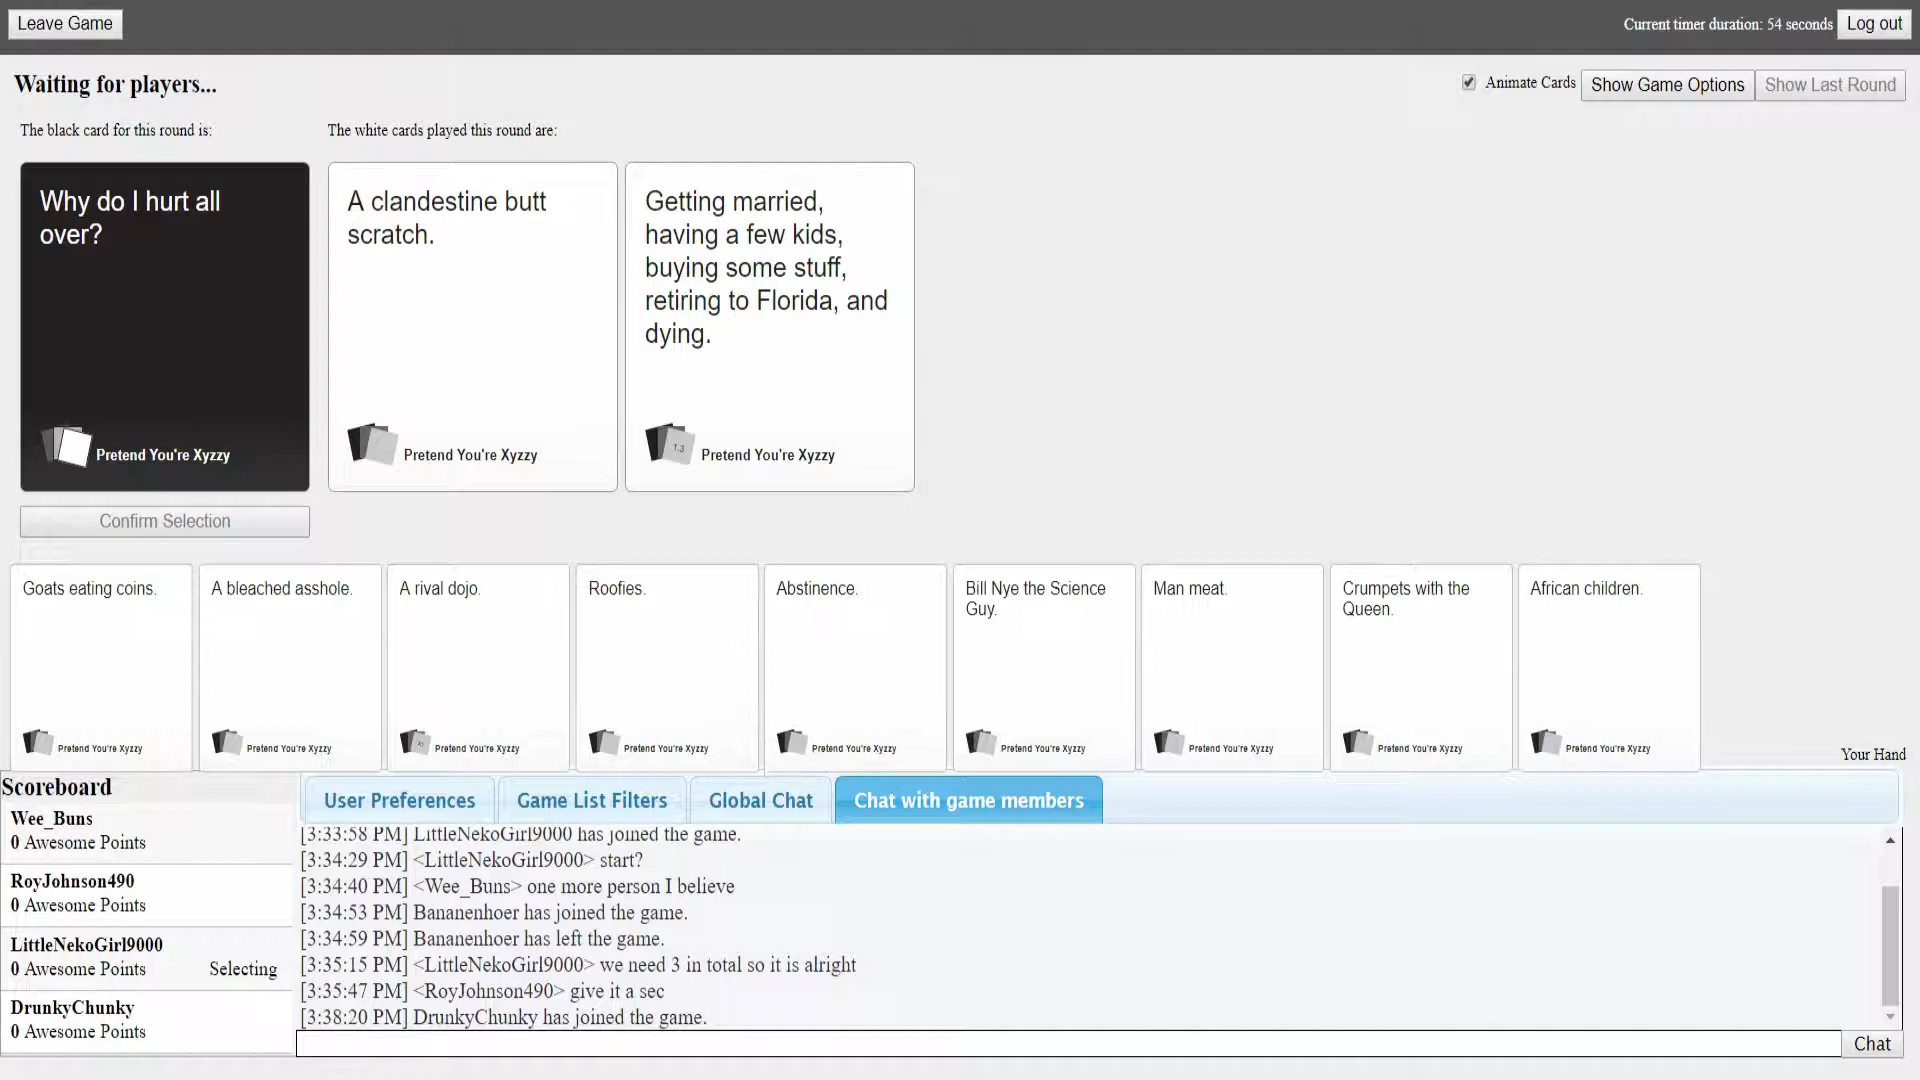 Leave Game
Current timer duration: 54 seconds
Log out
Waiting for players...
Animate Cards
Show Game Options
Show Last Round
The black card for this round is:
The white cards played this round are:
Why do I hurt all
over?
Pretend You're Xyzzy
A clandestine butt
scratch.
Pretend You're Xyzzy
Getting married,
having a few kids,
buying some stuff,
retiring to Florida, and
dying.
1.3
Pretend You're Xyzzy
Confirm Selection
Goats eating coins.
Pretend You're Xyzzy
A bleached asshole.
Pretend You're Xyzzy
A rival dojo.
Pretend You're Xyzzy
Roofies.
Pretend You're Xyzzy
Abstinence.
Pretend You're Xyzzy
Bill Nye the Science
Guy.
Pretend You're Xyzzy
Man meat.
Pretend You're Xyzzy
Crumpets with the
Queen.
Pretend You're Xyzzy
African children.
Pretend You're Xyzzy
Your Hand
Scoreboard
Wee_Buns
0 Awesome Points
RoyJohnson490
0 Awesome Points
LittleNekoGirl9000
0 Awesome Points
Selecting
DrunkyChunky
0 Awesome Points
User Preferences
Game List Filters
Global Chat
Chat with game members
[3:33:58 PM] LittleNekoGirl9000 has joined the game.
[3:34:29 PM] <LittleNekoGirl9000> start?
[3:34:40 PM] <Wee_Buns> one more person I believe
[3:34:53 PM] Bananenhoer has joined the game.
[3:34:59 PM] Bananenhoer has left the game.
[3:35:15 PM] <LittleNekoGirl9000> we need 3 in total so it is alright
[3:35:47 PM] <RoyJohnson490> give it a sec
[3:38:20 PM] DrunkyChunky has joined the game.
Chat